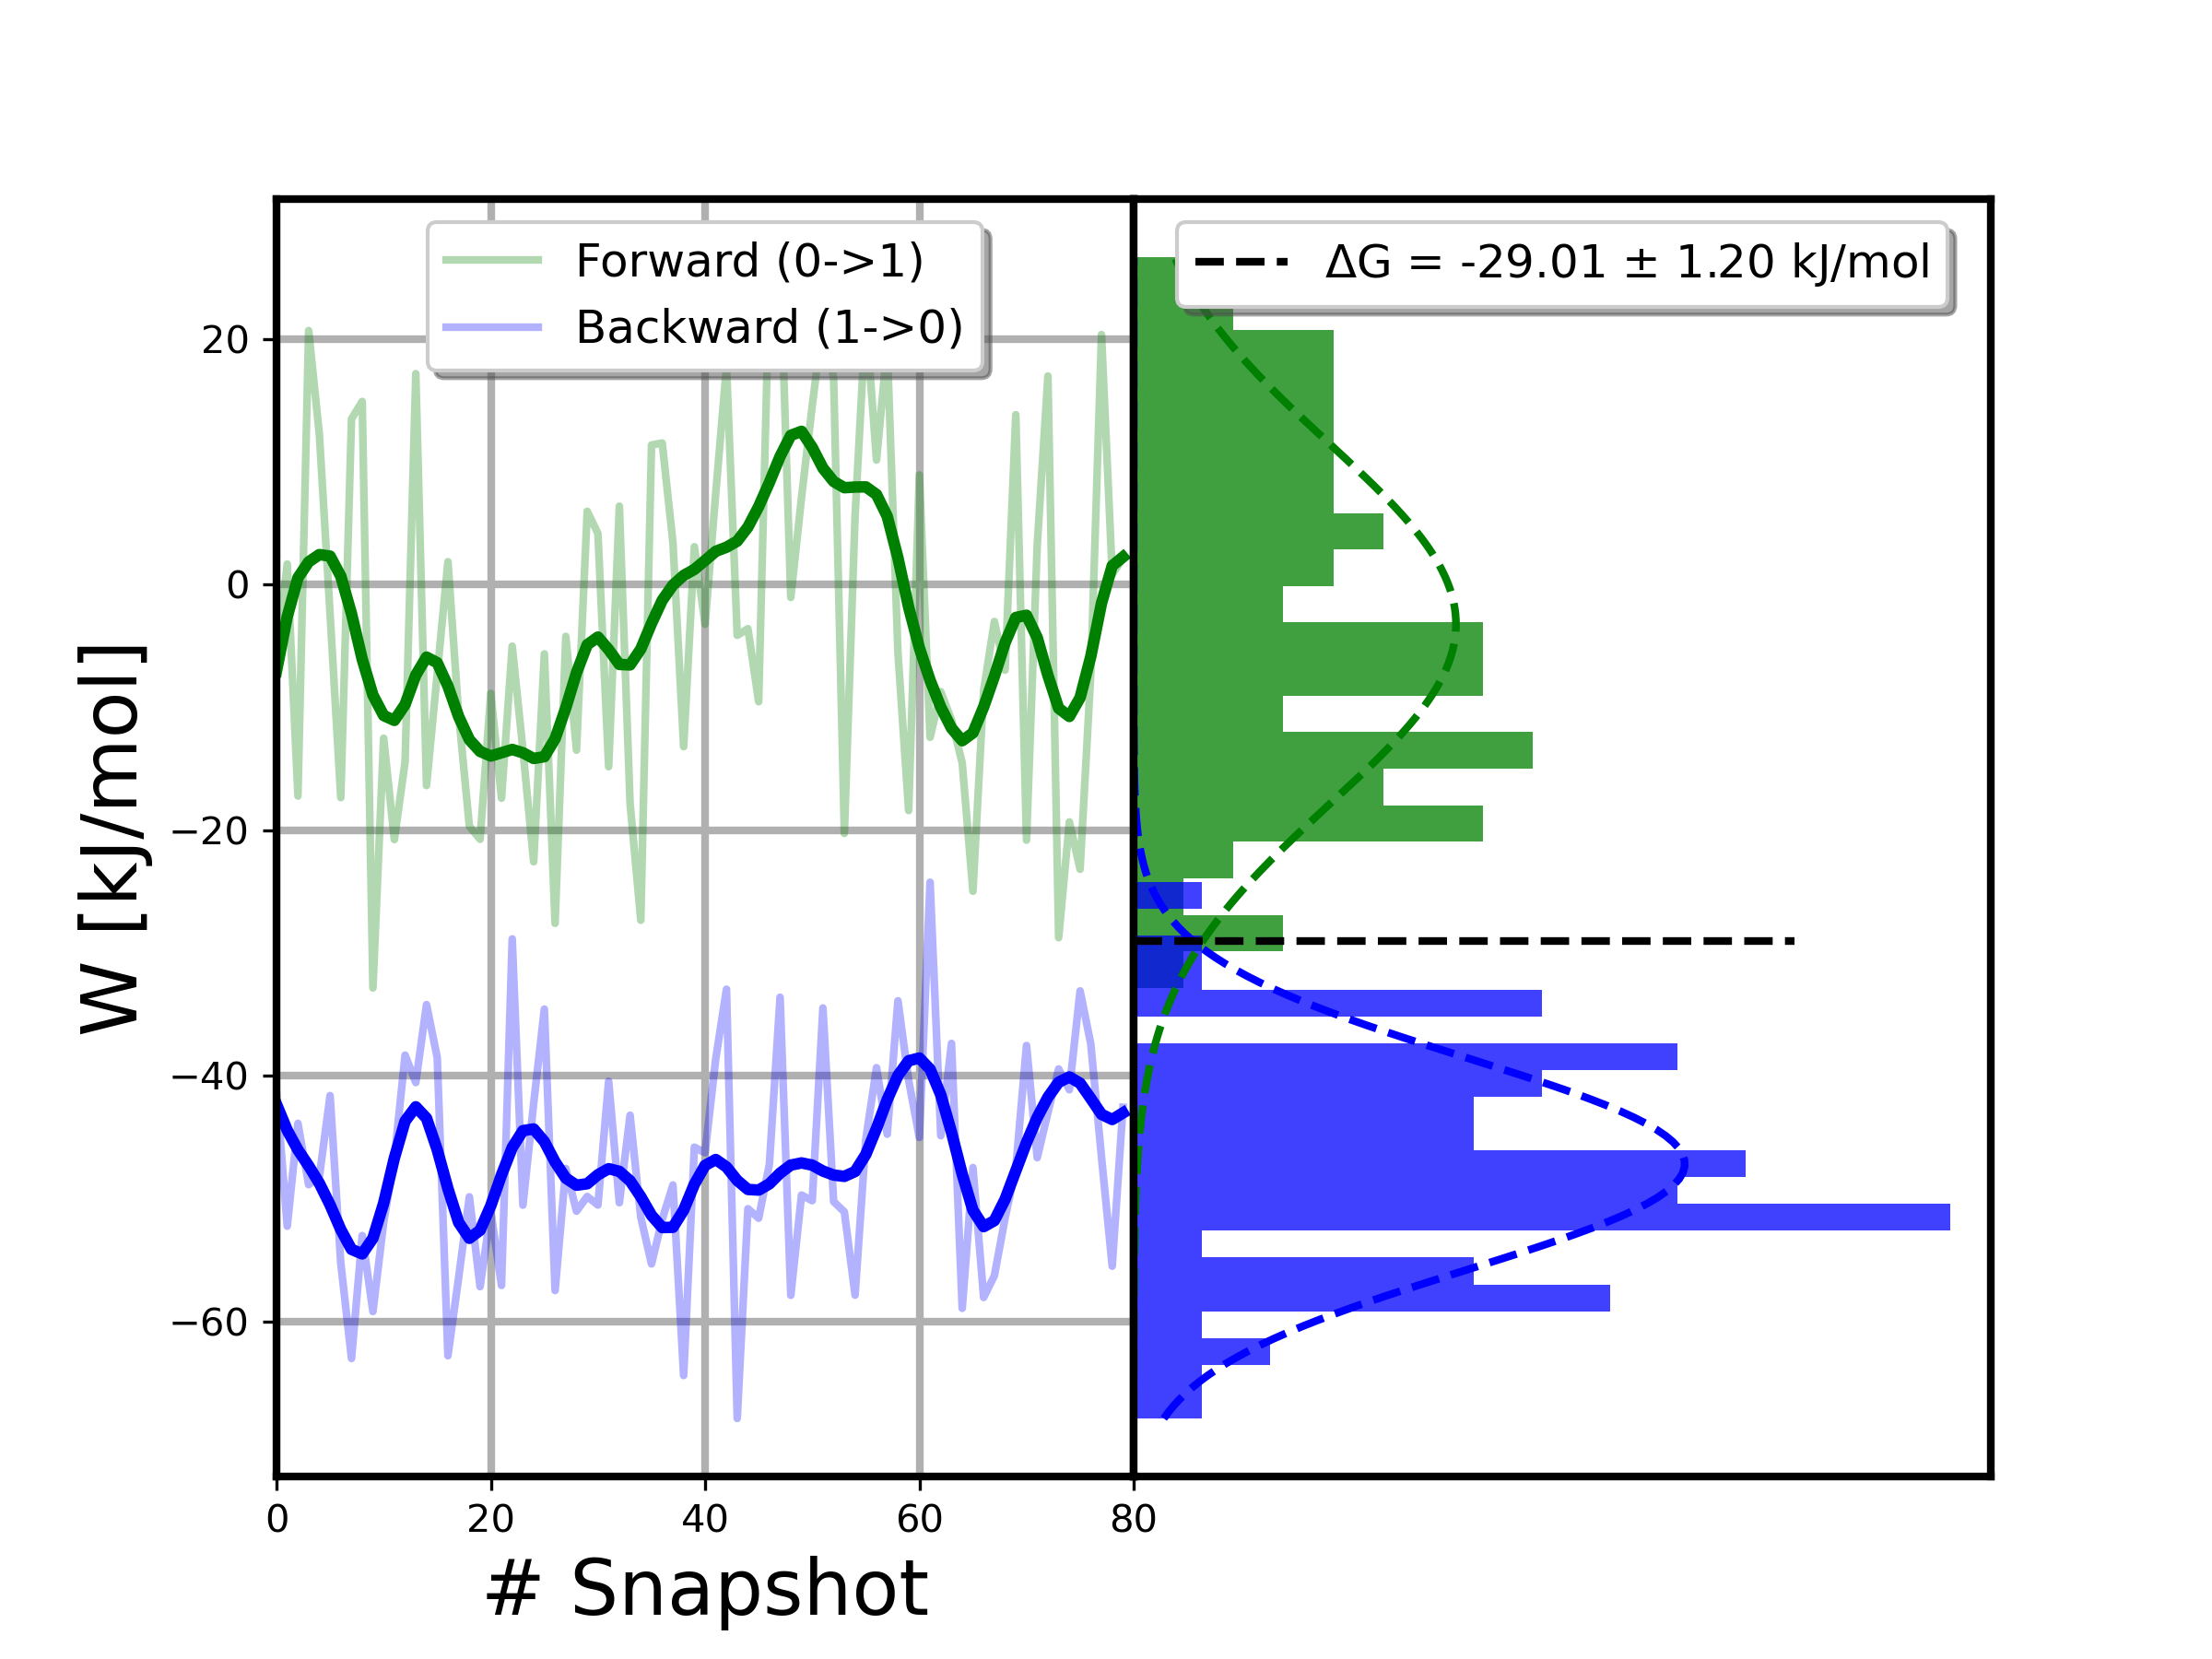 Forward (0->1)
Backward (1->0)
ΔG = -29.01 ± 1.20 kJ/mol
20
0
−20
−40
−60
W [kJ/mol]
0 20 40 60 80
# Snapshot